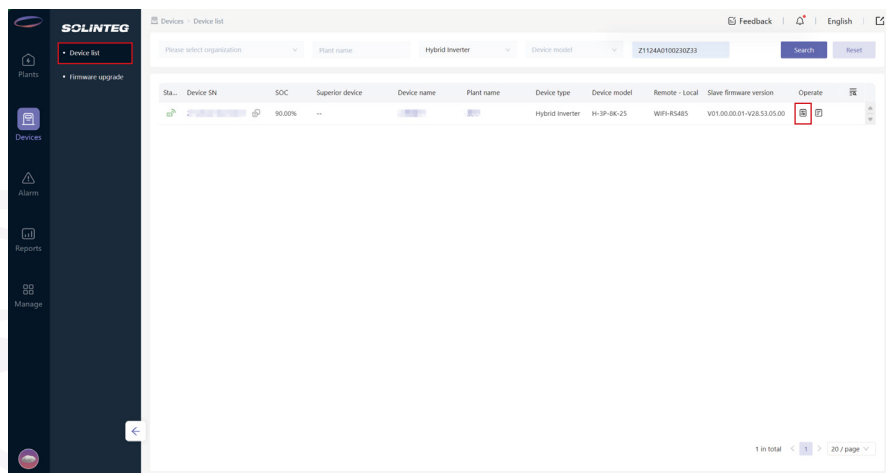 SOLINTEG
Devices / Device list
Feedback
English
Plants
Devices
Alarm
Reports
Manage
• Device list
• Firmware upgrade
Please select organization
Plant name
Hybrid Inverter
Device model
Z1124A0100230Z33
Search
Reset
Sta... Device SN SOC Superior device Device name Plant name Device type Device model Remote - Local Slave firmware version Operate
90.00% -- Hybrid Inverter H-3P-8K-25 WIFI-RS485 V01.00.00.01-V28.53.05.00
1 in total < 1 > 20 / page